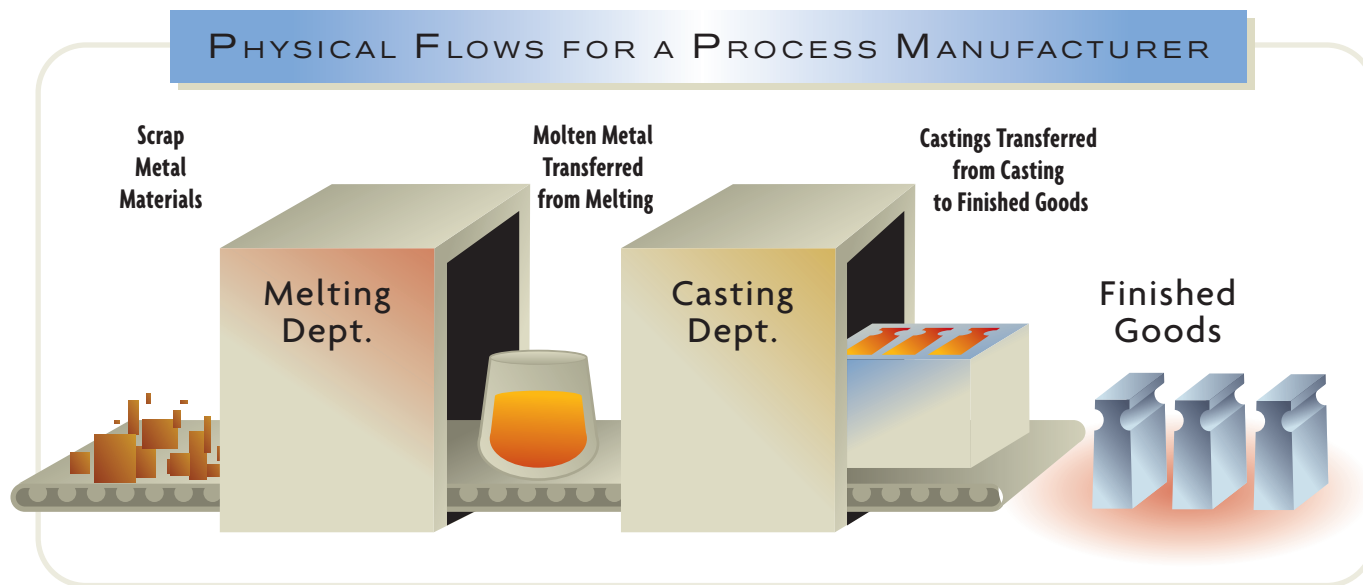 PHYSICAL FLOWS FOR A PROCESS MANUFACTURER
Scrap
Metal
Materials
Molten Metal
Transferred
from Melting
Castings Transferred
from Casting
to Finished Goods
Melting
Dept.
Casting
Dept.
Finished
Goods